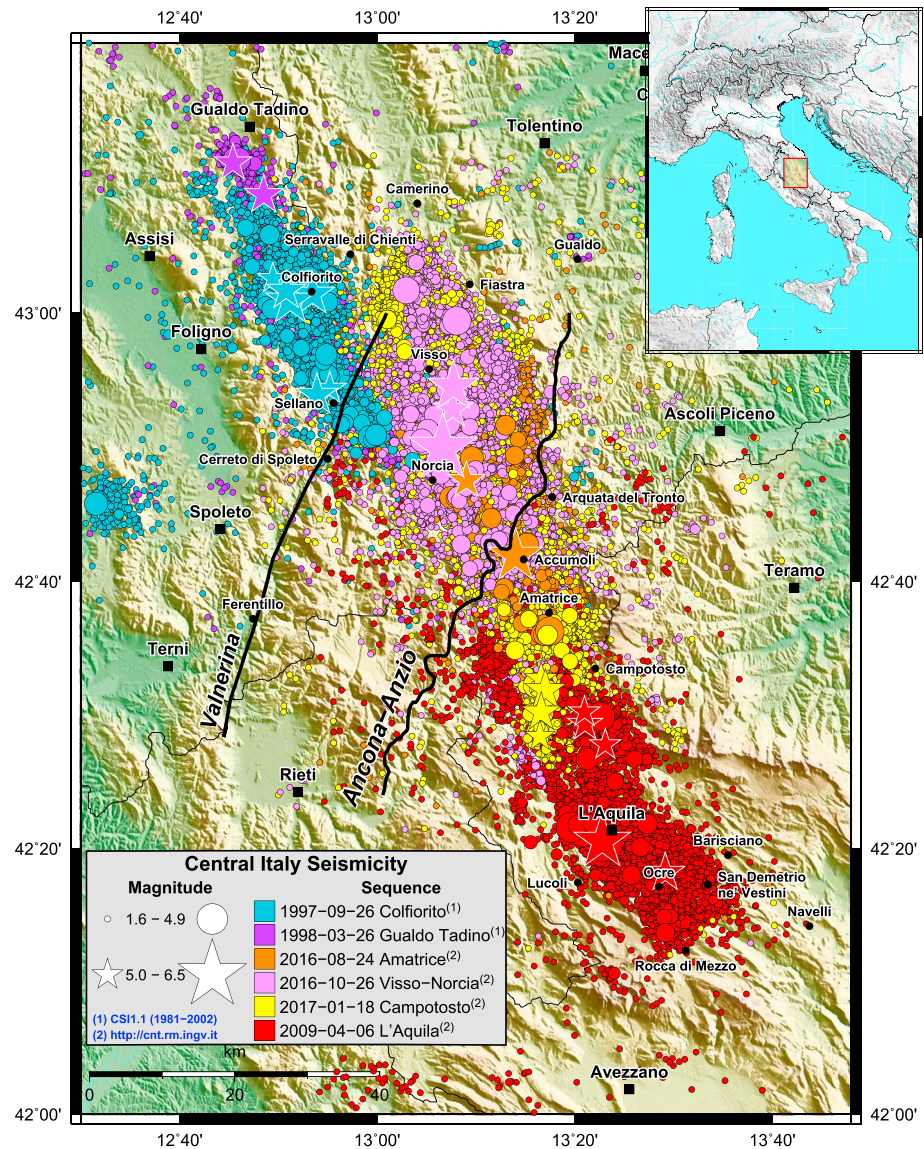 12˚40'
13˚00'
13˚20'
Mace
C
Gualdo Tadino
Tolentino
Camerino
Assisi
Serravalle di Chienti
Gualdo
Colfiorito
Fiastra
43˚00'
Foligno
Visso
Sellano
Ascoli Piceno
Cerreto di Spoleto
Norcia
Arquata del Tronto
Spoleto
Accumoli
42˚40'
42˚40'
Teramo
Amatrice
Ferentillo
Terni
Valnerina
Campotosto
Ancona−Anzio
Rieti
L'Aquila
42˚20'
42˚20'
Barisciano
Ocre
Lucoli
San Demetrio
ne' Vestini
Navelli
Rocca di Mezzo
Central Italy Seismicity
Magnitude
Sequence
1.6 − 4.9
5.0 − 6.5
1997−09−26 Colfiorito(1)
1998−03−26 Gualdo Tadino(1)
2016−08−24 Amatrice(2)
2016−10−26 Visso−Norcia(2)
2017−01−18 Campotosto(2)
2009−04−06 L'Aquila(2)
(1) CSI1.1 (1981−2002)
(2) http://cnt.rm.ingv.it
km
0
20
40
Avezzano
42˚00'
42˚00'
12˚40'
13˚00'
13˚20'
13˚40'